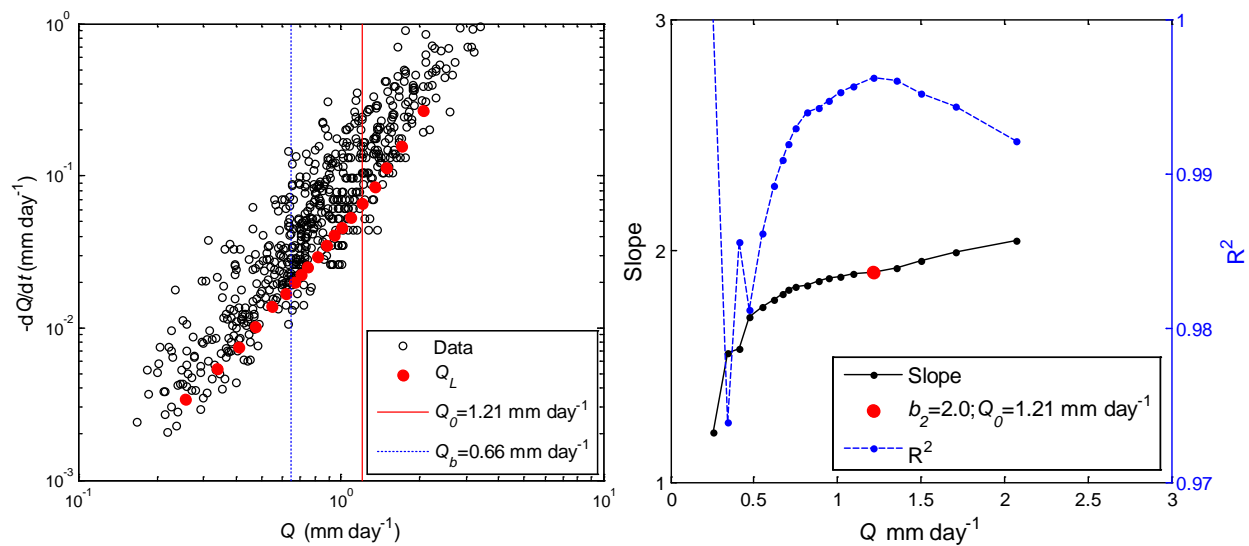 10^0
10^-1
10^-2
10^-3
-dQ/dt (mm day^-1)
Data
Q_L
Q_0=1.21 mm day^-1
Q_b=0.66 mm day^-1
10^-1
10^0
10^1
Q (mm day^-1)
3
2
1
Slope
1
0.99
0.98
0.97
R^2
Slope
b_2=2.0;Q_0=1.21 mm day^-1
R^2
0
0.5
1
1.5
2
2.5
3
Q mm day^-1